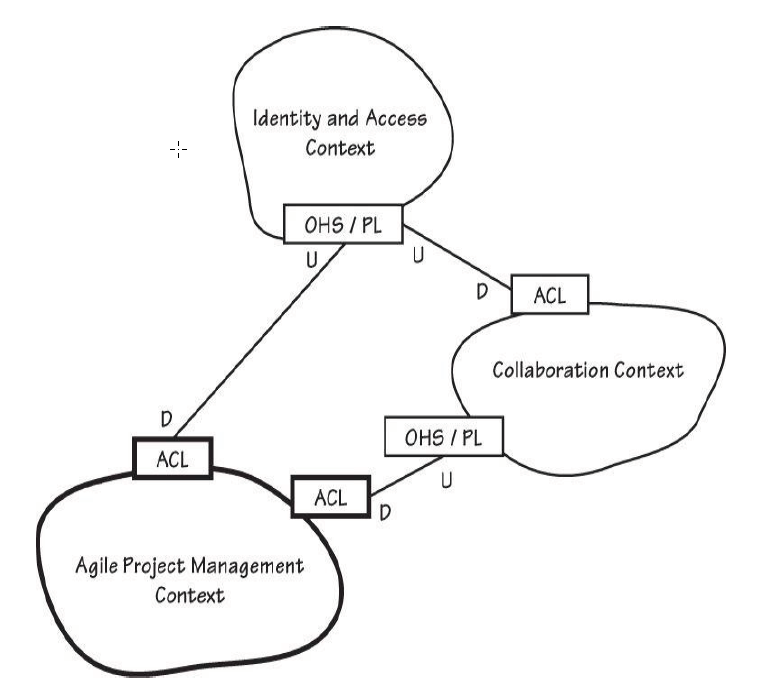 Identity and Access
Context
OHS / PL
U
U
D
ACL
Collaboration Context
D
OHS / PL
ACL
U
ACL
D
Agile Project Management
Context